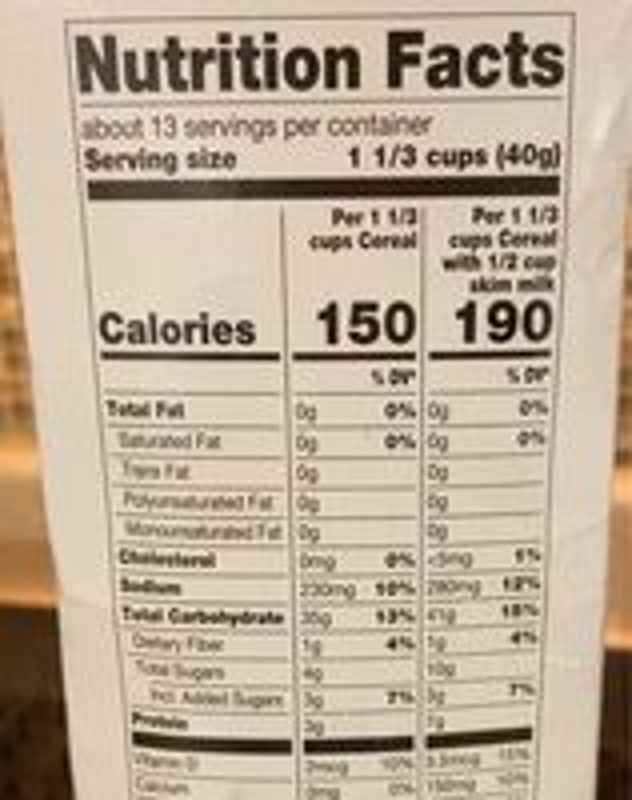 Nutrition Facts
about 13 servings per container
Serving size 1 1/3 cups (40g)
Per 1 1/3 cups Cereal
Per 1 1/3 cups Cereal with 1/2 cup skim milk
Calories 150 190
% DV* % DV*
Total Fat 0g 0% 0g 0%
Saturated Fat 0g 0% 0g 0%
Trans Fat 0g 0g
Polyunsaturated Fat 0g 0g
Monounsaturated Fat 0g 0g
Cholesterol 0mg 0% <5mg 1%
Sodium 230mg 10% 280mg 12%
Total Carbohydrate 35g 13% 41g 15%
Dietary Fiber 1g 4% 1g 4%
Total Sugars 4g 10g
Incl. Added Sugars 3g 7% 3g 7%
Protein 3g 7g
Vitamin D 2mcg 10% 15%
Calcium 0mg 0% 150mg 10%